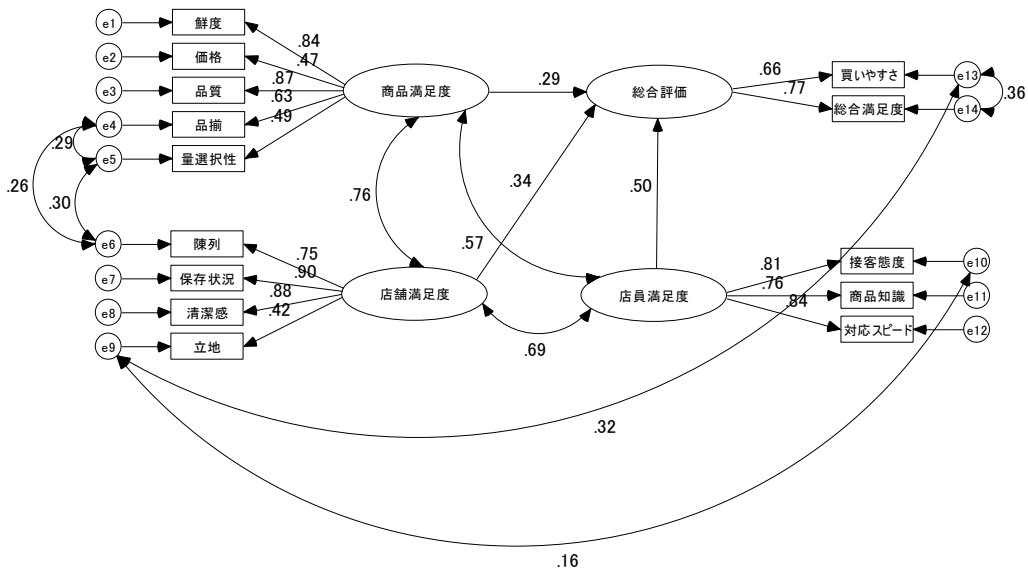 e1
鮮度
e2
価格
e3
品質
e4
品揃
e5
量選択性
e6
陳列
e7
保存状況
e8
清潔感
e9
立地
.84
.47
.87
.63
.49
.29
.26
.30
.75
.90
.88
.42
商品満足度
店舗満足度
.76
.29
.34
.57
.69
.50
総合評価
店員満足度
.66
.77
買いやすさ
e13
総合満足度
e14
.36
.81
.76
.84
接客態度
e10
商品知識
e11
対応スピード
e12
.32
.16